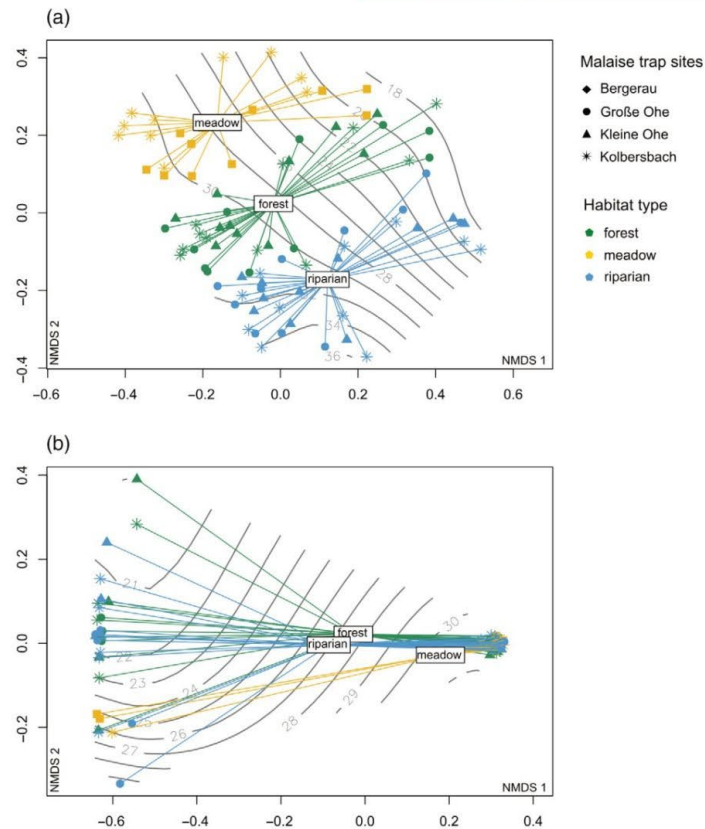 (a)
0.4
0.2
0.0
−0.2
−0.4
NMDS 2
meadow
forest
riparian
18
28
34
36
NMDS 1
−0.6
−0.4
−0.2
0.0
0.2
0.4
0.6
Malaise trap sites
Bergerau
Große Ohe
Kleine Ohe
Kolbersbach
Habitat type
forest
meadow
riparian
(b)
0.4
0.2
0.0
−0.2
NMDS 2
21
22
23
24
25
26
27
28
29
30
forest
riparian
meadow
NMDS 1
−0.6
−0.4
−0.2
0.0
0.2
0.4